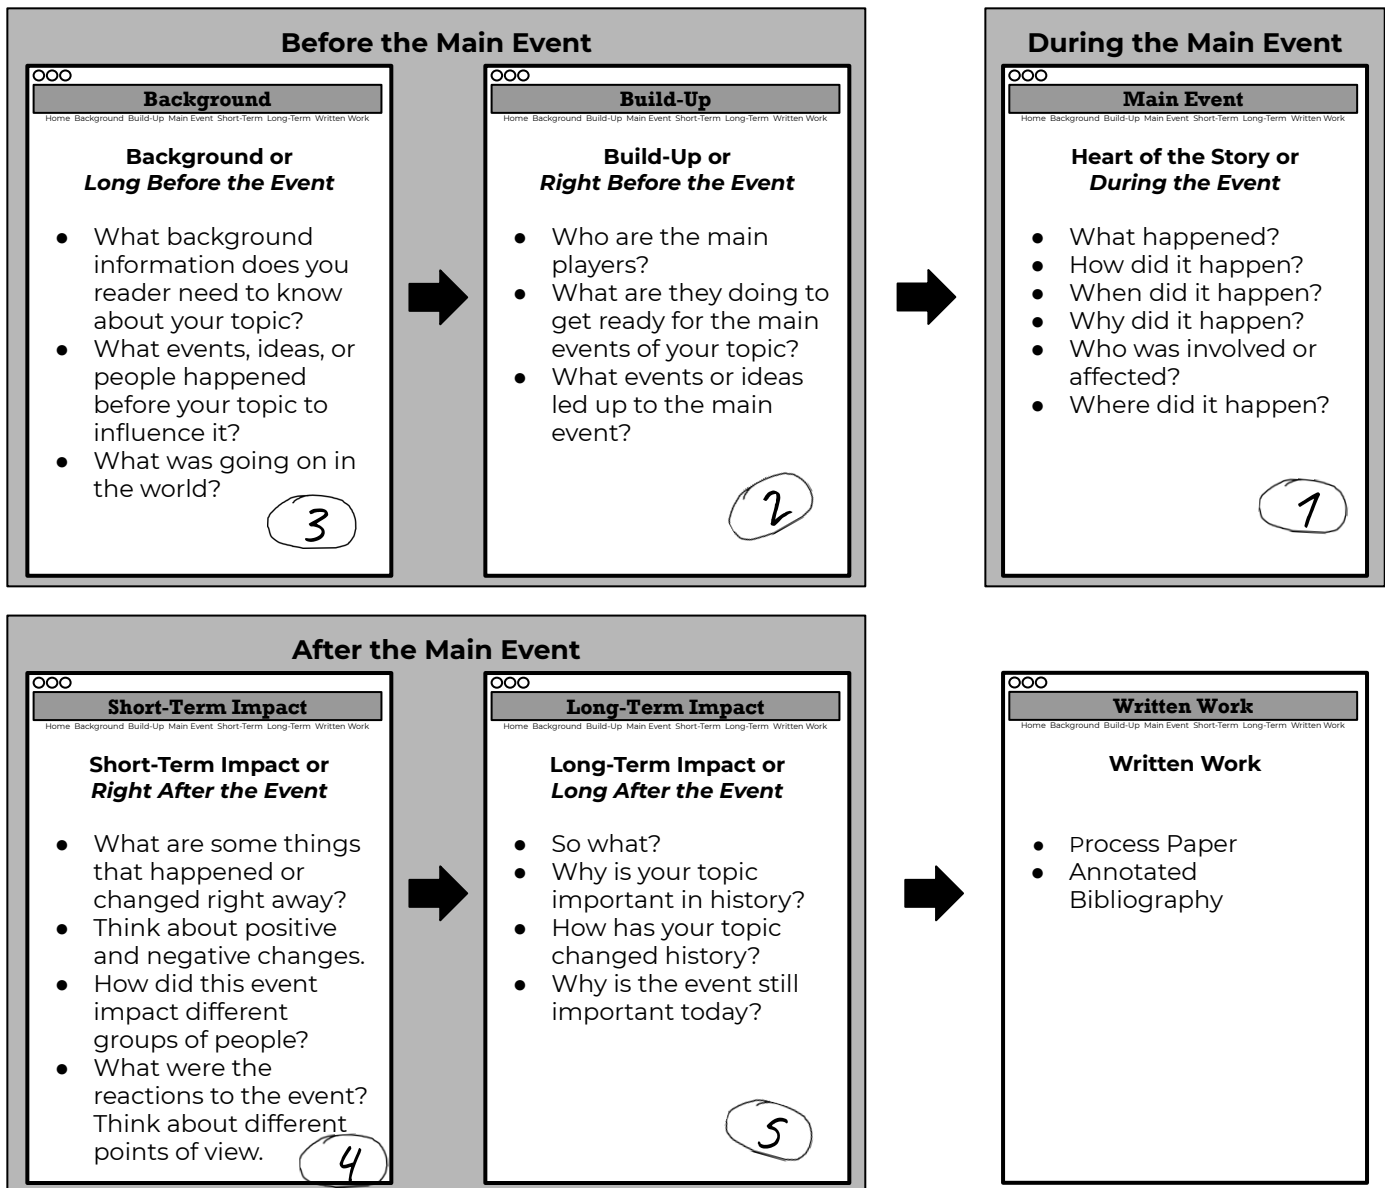 Before the Main Event
Background
Home Background Build-Up Main Event Short-Term Long-Term Written Work
Background or
Long Before the Event
● What background
information does you
reader need to know
about your topic?
● What events, ideas, or
people happened
before your topic to
influence it?
● What was going on in
the world?
3
Build-Up
Home Background Build-Up Main Event Short-Term Long-Term Written Work
Build-Up or
Right Before the Event
● Who are the main
players?
● What are they doing to
get ready for the main
events of your topic?
● What events or ideas
led up to the main
event?
2
During the Main Event
Main Event
Home Background Build-Up Main Event Short-Term Long-Term Written Work
Heart of the Story or
During the Event
● What happened?
● How did it happen?
● When did it happen?
● Why did it happen?
● Who was involved or
affected?
● Where did it happen?
1
After the Main Event
Short-Term Impact
Home Background Build-Up Main Event Short-Term Long-Term Written Work
Short-Term Impact or
Right After the Event
● What are some things
that happened or
changed right away?
● Think about positive
and negative changes.
● How did this event
impact different
groups of people?
● What were the
reactions to the event?
Think about different
points of view.
4
Long-Term Impact
Home Background Build-Up Main Event Short-Term Long-Term Written Work
Long-Term Impact or
Long After the Event
● So what?
● Why is your topic
important in history?
● How has your topic
changed history?
● Why is the event still
important today?
5
Written Work
Home Background Build-Up Main Event Short-Term Long-Term Written Work
Written Work
● Process Paper
● Annotated
Bibliography